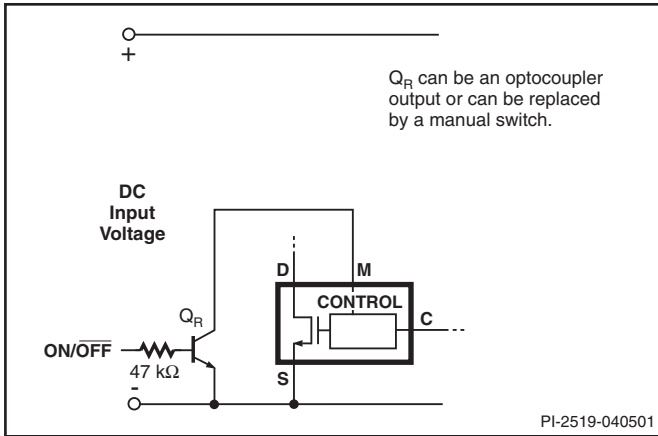 +
Q_R can be an optocoupler
output or can be replaced
by a manual switch.
DC
Input
Voltage
D
M
CONTROL
C
Q_R
ON/O̅F̅F̅
47 kΩ
S
-
PI-2519-040501